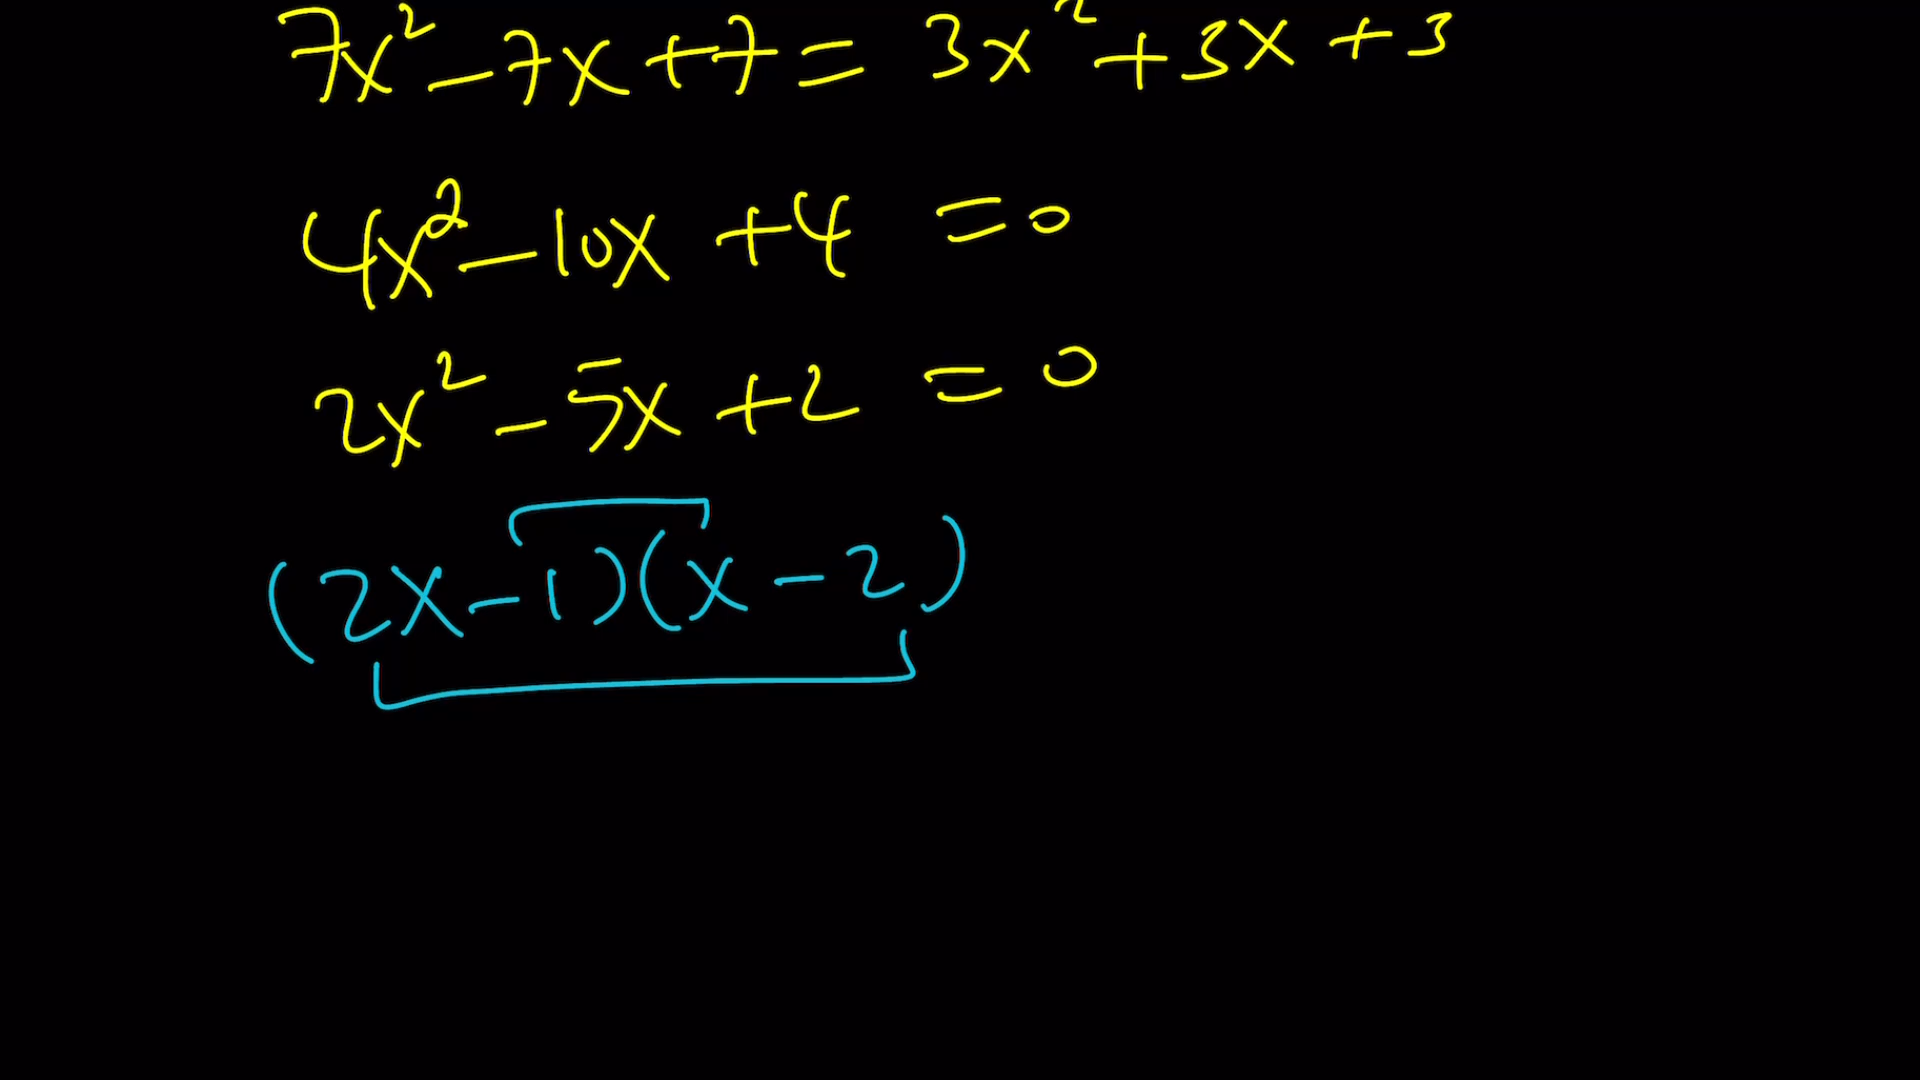 7x² - 7x + 7 = 3x² + 3x + 3
4x² - 10x + 4 = 0
2x² - 5x + 2 = 0
(2x - 1)(x - 2)